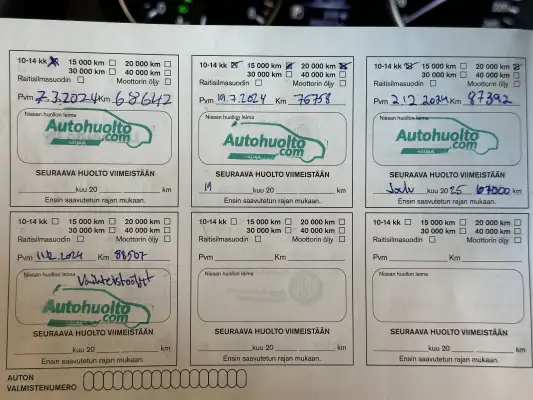 10-14 kk ☒ 15 000 km ☐ 20 000 km ☐
30 000 km ☐ 40 000 km ☐
Raitisilmasuodin ☐ Moottorin öljy ☐
Pvm 7.3.2024 Km 68642
Nissan huollon leima
Autohuolto
.com
SEURAAVA HUOLTO VIIMEISTÄÄN
kuu 20 km
Ensin saavutetun rajan mukaan.
10-14 kk ☒ 15 000 km ☒ 20 000 km ☒
30 000 km ☐ 40 000 km ☐
Raitisilmasuodin ☐ Moottorin öljy ☐
Pvm 19.7.2024 Km 76758
Nissan huollon leima
Autohuolto
.com
SEURAAVA HUOLTO VIIMEISTÄÄN
19 kuu 20 km
Ensin saavutetun rajan mukaan.
10-14 kk ☒ 15 000 km ☐ 20 000 km ☒
30 000 km ☐ 40 000 km ☐
Raitisilmasuodin ☐ Moottorin öljy ☐
Pvm 2.12.2024 Km 87392
Nissan huollon leima
Autohuolto
.com
SEURAAVA HUOLTO VIIMEISTÄÄN
Joulu kuu 2025 km
Ensin saavutetun rajan mukaan.
10-14 kk ☐ 15 000 km ☐ 20 000 km ☐
30 000 km ☐ 40 000 km ☐
Raitisilmasuodin ☐ Moottorin öljy ☐
Pvm 2024 Km 88507
Nissan huollon leima
Autohuolto
.com
SEURAAVA HUOLTO VIIMEISTÄÄN
kuu 20 km
Ensin saavutetun rajan mukaan.
10-14 kk ☐ 15 000 km ☐ 20 000 km ☐
30 000 km ☐ 40 000 km ☐
Raitisilmasuodin ☐ Moottorin öljy ☐
Pvm Km
Nissan huollon leima
SEURAAVA HUOLTO VIIMEISTÄÄN
kuu 20 km
Ensin saavutetun rajan mukaan.
10-14 kk ☐ 15 000 km ☐ 20 000 km ☐
30 000 km ☐ 40 000 km ☐
Raitisilmasuodin ☐ Moottorin öljy ☐
Pvm Km
Nissan huollon leima
SEURAAVA HUOLTO VIIMEISTÄÄN
kuu 20 km
Ensin saavutetun rajan mukaan.
AUTON
VALMISTENUMERO